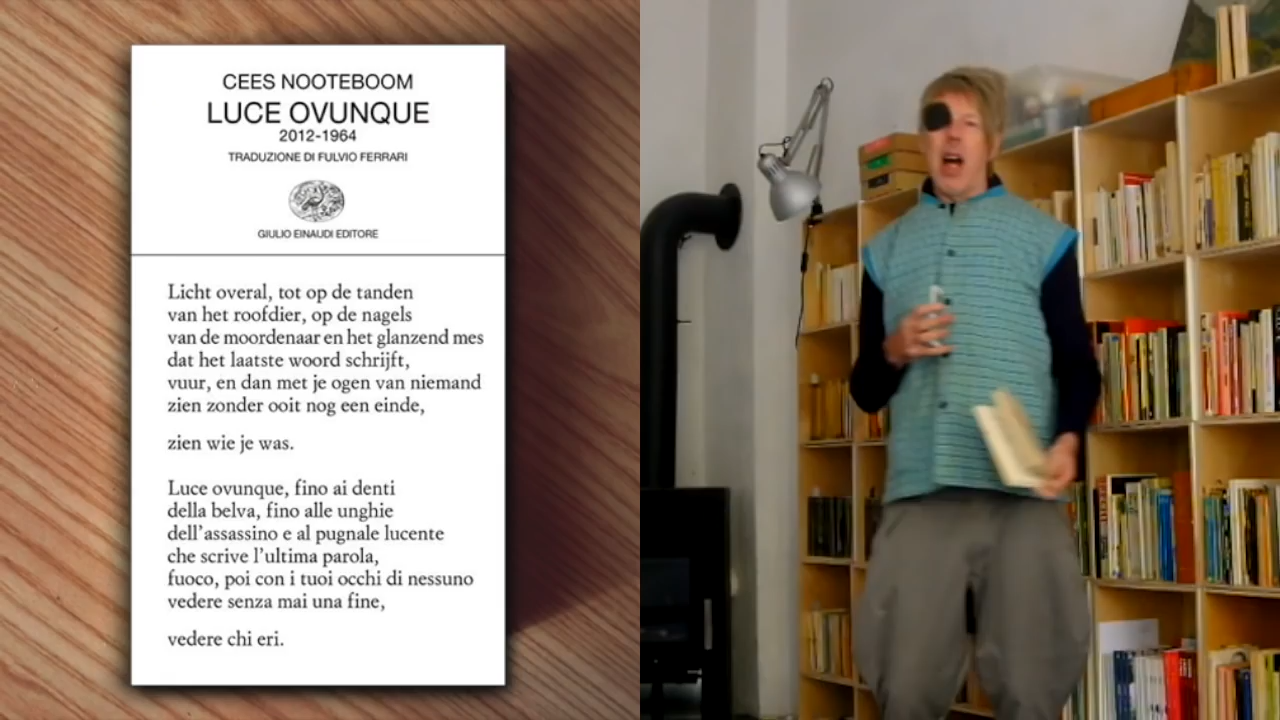 CEES NOOTEBOOM
LUCE OVUNQUE
2012-1964
TRADUZIONE DI FULVIO FERRARI
GIULIO EINAUDI EDITORE
Licht overal, tot op de tanden
van het roofdier, op de nagels
van de moordenaar en het glanzend mes
dat het laatste woord schrijft,
vuur, en dan met je ogen van niemand
zien zonder ooit nog een einde,
zien wie je was.
Luce ovunque, fino ai denti
della belva, fino alle unghie
dell'assassino e al pugnale lucente
che scrive l'ultima parola,
fuoco, poi con i tuoi occhi di nessuno
vedere senza mai una fine,
vedere chi eri.